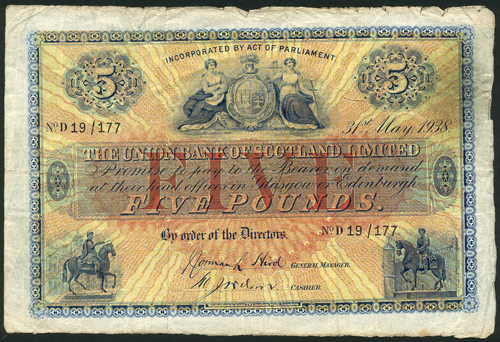 INCORPORATED BY ACT OF PARLIAMENT.
5 5
No D 19/177 31st May, 1938.
THE UNION BANK OF SCOTLAND LIMITED
FIVE
Promise to pay to the Bearer on demand
at their head offices in Glasgow or Edinburgh
FIVE POUNDS.
By order of the Directors. No D 19/177
Norman L Hird GENERAL MANAGER.
CASHIER.